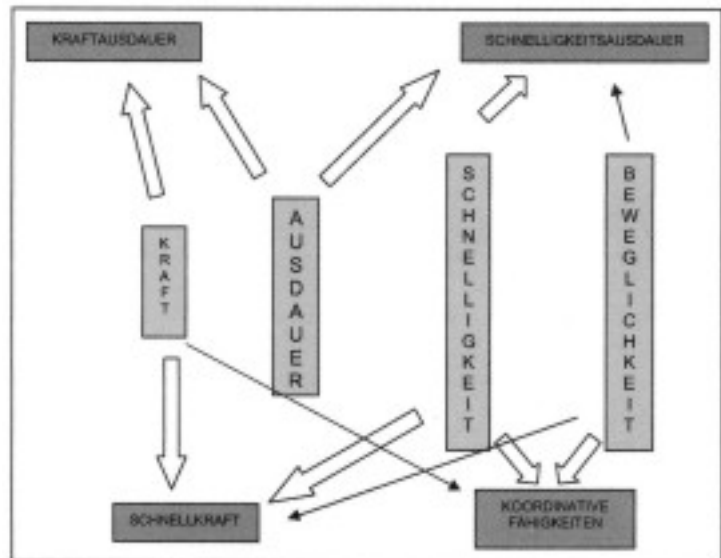 KRAFTAUSDAUER
SCHNELLIGKEITSAUSDAUER
KRAFT
AUSDAUER
SCHNELLIGKEIT
BEWEGLICHKEIT
SCHNELLKRAFT
KOORDINATIVE
FÄHIGKEITEN